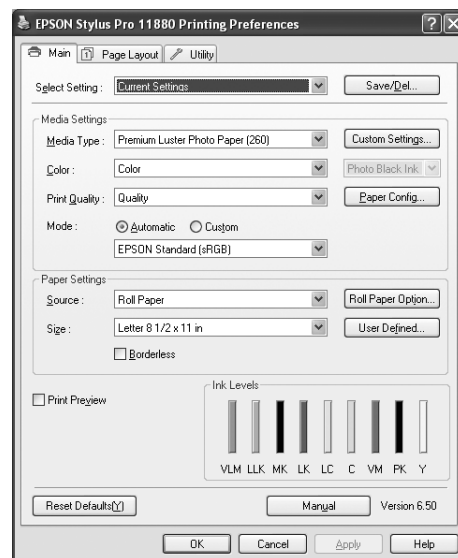 EPSON Stylus Pro 11880 Printing Preferences
Main
Page Layout
Utility
Select Setting :
Current Settings
Save/Del...
Media Settings
Media Type :
Premium Luster Photo Paper (260)
Custom Settings...
Color :
Color
Photo Black Ink
Print Quality :
Quality
Paper Config...
Mode :
Automatic
Custom
EPSON Standard (sRGB)
Paper Settings
Source :
Roll Paper
Roll Paper Option...
Size :
Letter 8 1/2 x 11 in
User Defined...
Borderless
Print Preview
Ink Levels
VLM LLK MK LK LC C VM PK Y
Reset Defaults(Y)
Manual
Version 6.50
OK
Cancel
Apply
Help